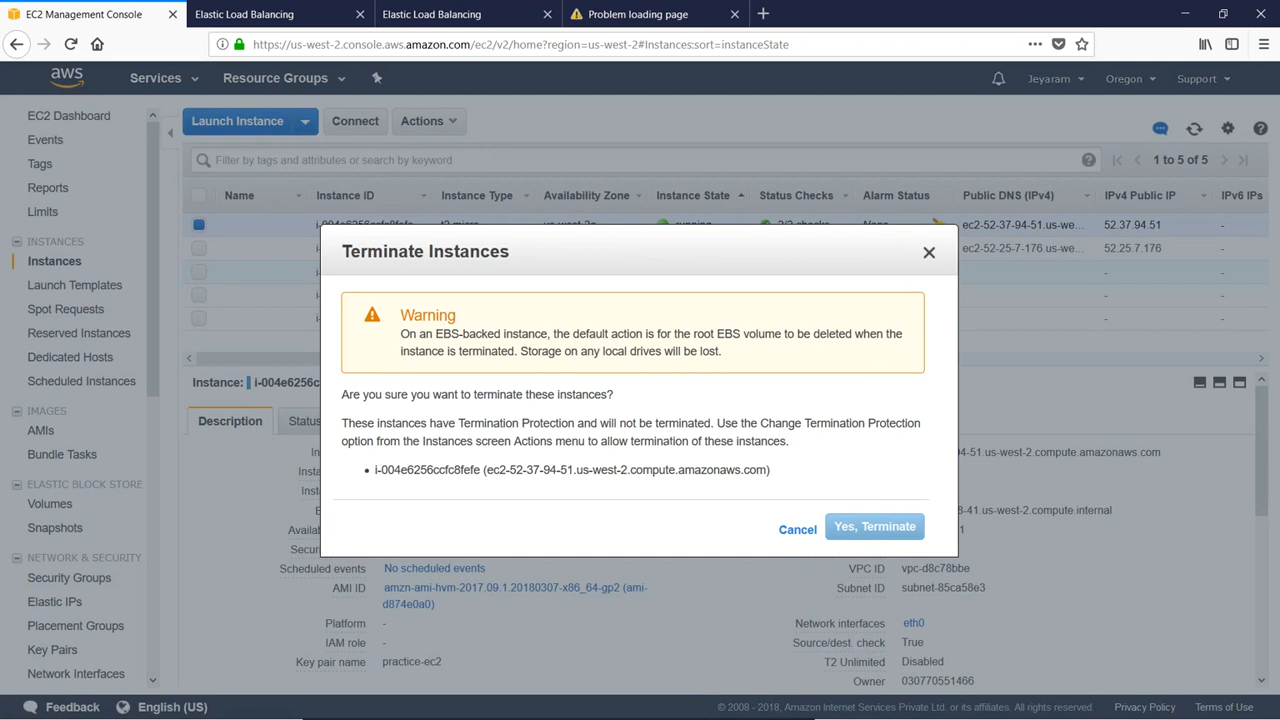 EC2 Management Console
Elastic Load Balancing
Elastic Load Balancing
Problem loading page
https://us-west-2.console.aws.amazon.com/ec2/v2/home?region=us-west-2#Instances:sort=instanceState
aws
Services
Resource Groups
Jeyaram
Oregon
Support
EC2 Dashboard
Events
Tags
Reports
Limits
INSTANCES
Instances
Launch Templates
Spot Requests
Reserved Instances
Dedicated Hosts
Scheduled Instances
IMAGES
AMIs
Bundle Tasks
ELASTIC BLOCK STORE
Volumes
Snapshots
NETWORK & SECURITY
Security Groups
Elastic IPs
Placement Groups
Key Pairs
Network Interfaces
Launch Instance
Connect
Actions
Filter by tags and attributes or search by keyword
1 to 5 of 5
Name Instance ID Instance Type Availability Zone Instance State Status Checks Alarm Status Public DNS (IPv4) IPv4 Public IP IPv6 IPs
ec2-52-37-94-51.us-we... 52.37.94.51 -
ec2-52-25-7-176.us-we... 52.25.7.176 -
- -
- -
- -
Terminate Instances
Warning
On an EBS-backed instance, the default action is for the root EBS volume to be deleted when the
instance is terminated. Storage on any local drives will be lost.
Are you sure you want to terminate these instances?
These instances have Termination Protection and will not be terminated. Use the Change Termination Protection
option from the Instances screen Actions menu to allow termination of these instances.
• i-004e6256ccfc8fefe (ec2-52-37-94-51.us-west-2.compute.amazonaws.com)
Cancel
Yes, Terminate
Instance: i-004e6256c
Description
Status
.us-west-2.compute.amazonaws.com
.us-west-2.compute.internal
Scheduled events No scheduled events
AMI ID amzn-ami-hvm-2017.09.1.20180307-x86_64-gp2 (ami-
d874e0a0)
Platform -
IAM role -
Key pair name practice-ec2
VPC ID vpc-d8c78bbe
Subnet ID subnet-85ca58e3
Network interfaces eth0
Source/dest. check True
T2 Unlimited Disabled
Owner 030770551466
Feedback
English (US)
© 2008 - 2018, Amazon Internet Services Private Ltd. or its affiliates. All rights reserved.
Privacy Policy
Terms of Use